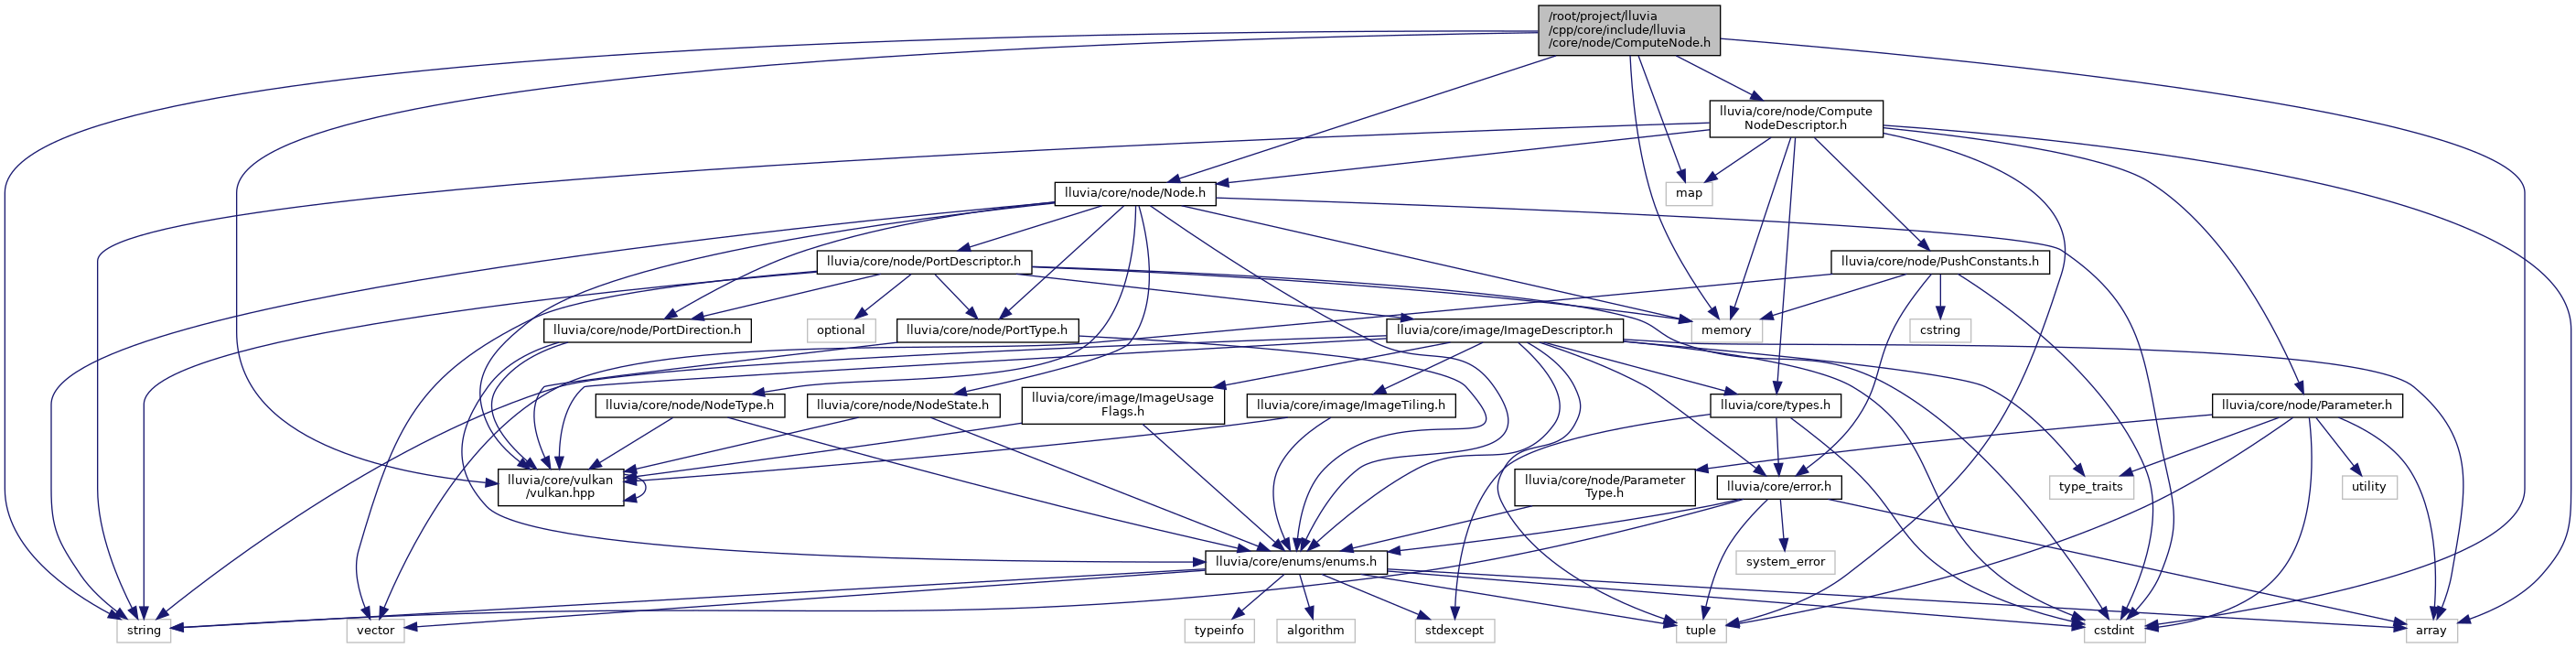 /root/project/lluvia
/cpp/core/include/lluvia
/core/node/ComputeNode.h
lluvia/core/node/Compute
NodeDescriptor.h
lluvia/core/node/Node.h
map
lluvia/core/node/PortDescriptor.h
lluvia/core/node/PushConstants.h
lluvia/core/node/PortDirection.h
optional
lluvia/core/node/PortType.h
lluvia/core/image/ImageDescriptor.h
memory
cstring
lluvia/core/node/NodeType.h
lluvia/core/node/NodeState.h
lluvia/core/image/ImageUsage
Flags.h
lluvia/core/image/ImageTiling.h
lluvia/core/types.h
lluvia/core/node/Parameter.h
lluvia/core/vulkan
/vulkan.hpp
lluvia/core/node/Parameter
Type.h
lluvia/core/error.h
type_traits
utility
lluvia/core/enums/enums.h
system_error
string
vector
typeinfo
algorithm
stdexcept
tuple
cstdint
array